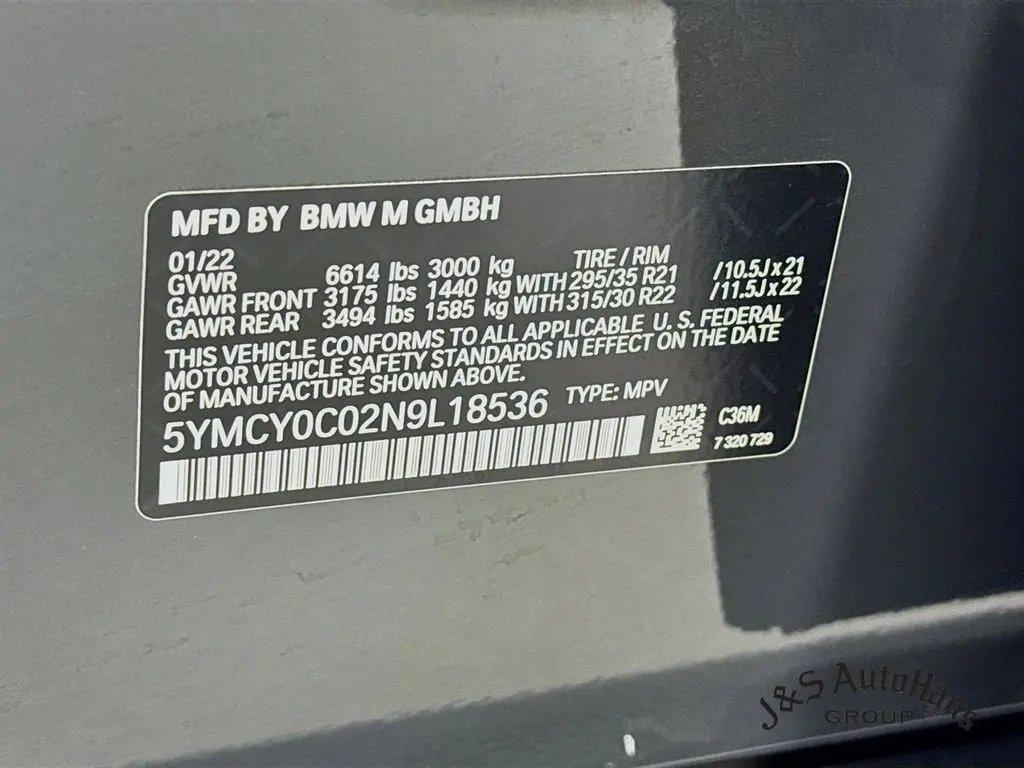 MFD BY BMW M GMBH
01/22 TIRE / RIM
GVWR 6614 lbs 3000 kg
GAWR FRONT 3175 lbs 1440 kg WITH 295/35 R21 /10.5J x 21
GAWR REAR 3494 lbs 1585 kg WITH 315/30 R22 /11.5J x 22
THIS VEHICLE CONFORMS TO ALL APPLICABLE U. S. FEDERAL
MOTOR VEHICLE SAFETY STANDARDS IN EFFECT ON THE DATE
OF MANUFACTURE SHOWN ABOVE.
5YMCY0C02N9L18536 TYPE: MPV
C36M
7 320 729
J&S AutoHaus
GROUP